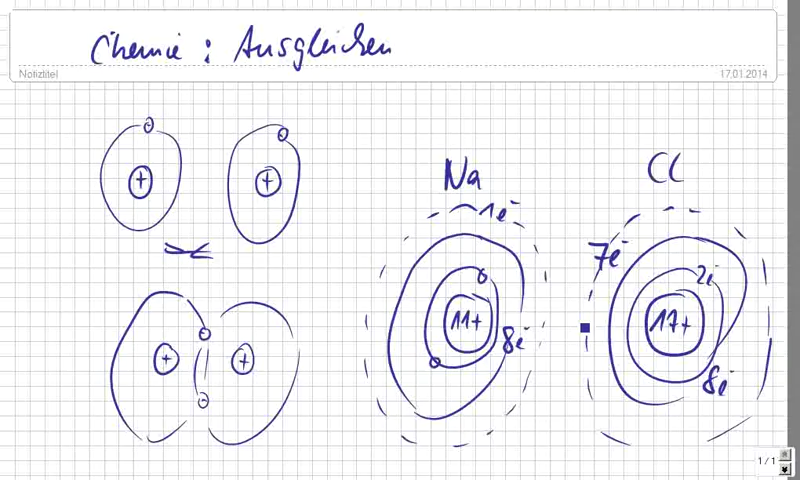 Chemie: Ausgleichen
Notiztitel
17.01.2014
+
+
Na
Cl
1e⁻
7e⁻
2e⁻
11+
17+
8e⁻
8e⁻
+
+
1/1